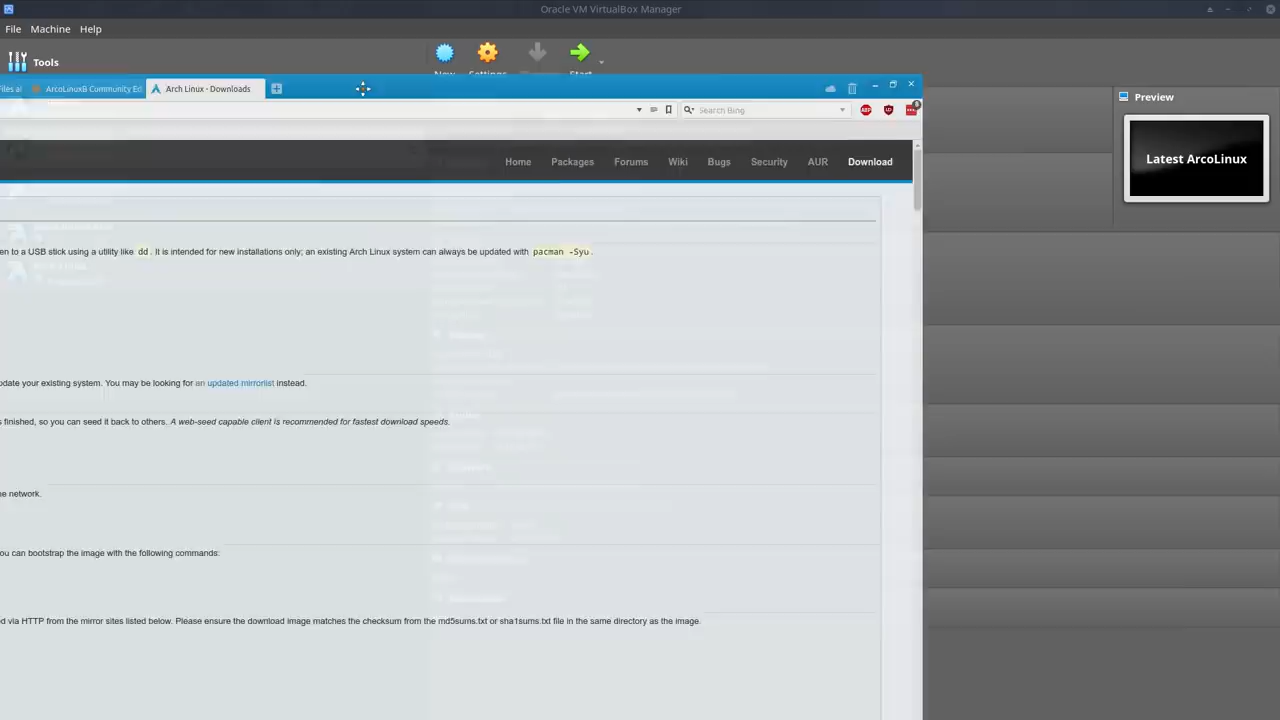 Oracle VM VirtualBox Manager
File Machine Help
Tools
New Settings Start
Files a
ArcoLinuxB Community Ed
Arch Linux - Downloads
Search Bing
Preview
Latest ArcoLinux
Home Packages Forums Wiki Bugs Security AUR Download
en to a USB stick using a utility like dd. It is intended for new installations only; an existing Arch Linux system can always be updated with pacman -Syu.
pdate your existing system. You may be looking for an updated mirrorlist instead.
s finished, so you can seed it back to others. A web-seed capable client is recommended for fastest download speeds.
ne network.
ou can bootstrap the image with the following commands:
ed via HTTP from the mirror sites listed below. Please ensure the download image matches the checksum from the md5sums.txt or sha1sums.txt file in the same directory as the image.